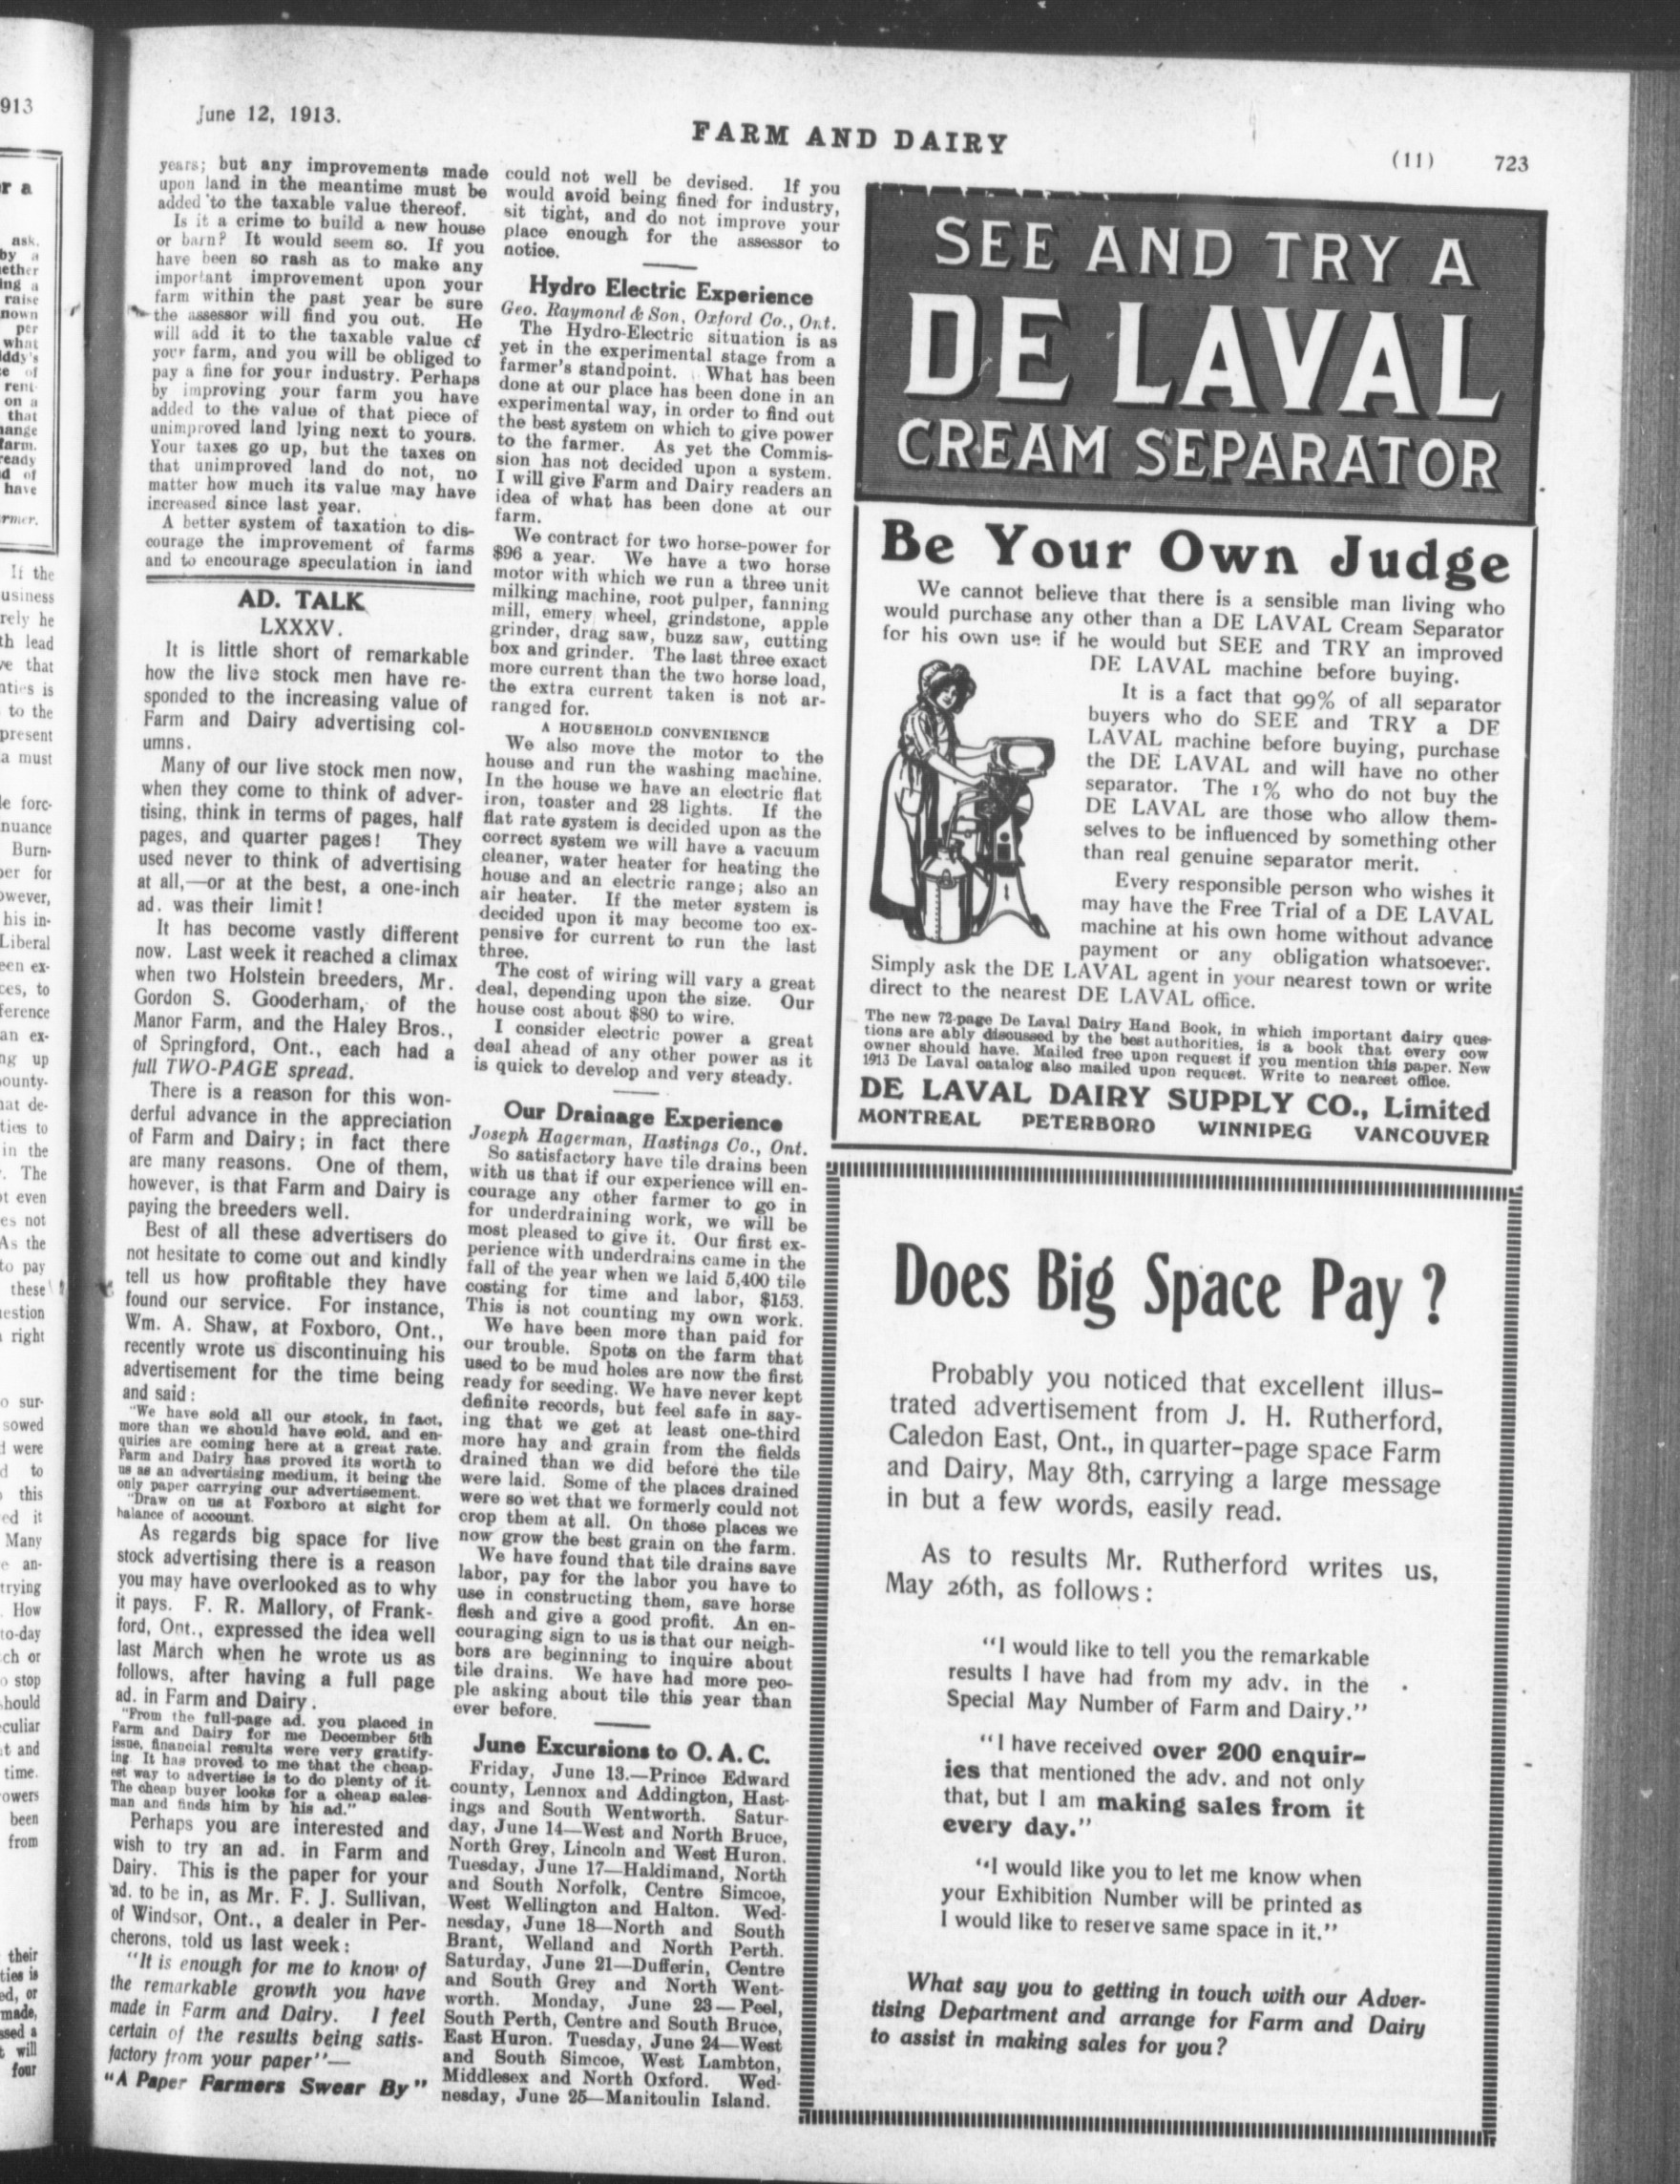 June 12, 1913.
FARM AND DAIRY
(11) 723
years; but any improvements made
upon land in the meantime must be
added to the taxable value thereof.
Is it a crime to build a new house
or barn? It would seem so. If you
have been so rash as to make any
important improvement upon your
farm within the past year be sure
the assessor will find you out. He
will add it to the taxable value of
your farm, and you will be obliged to
pay a fine for your industry. Perhaps
by improving your farm you have
added to the value of that piece of
unimproved land lying next to yours.
Your taxes go up, but the taxes on
that unimproved land do not, no
matter how much its value may have
increased since last year.
A better system of taxation to dis-
courage the improvement of farms
and to encourage speculation in land
could not well be devised. If you
would avoid being fined for industry,
sit tight, and do not improve your
place enough for the assessor to
notice.
AD. TALK
LXXXV.
It is little short of remarkable
how the live stock men have re-
sponded to the increasing value of
Farm and Dairy advertising col-
umns.
Many of our live stock men now,
when they come to think of adver-
tising, think in terms of pages, half
pages, and quarter pages! They
used never to think of advertising
at all,—or at the best, a one-inch
ad. was their limit!
It has become vastly different
now. Last week it reached a climax
when two Holstein breeders, Mr.
Gordon S. Gooderham, of the
Manor Farm, and the Haley Bros.,
of Springford, Ont., each had a
full TWO-PAGE spread.
There is a reason for this won-
derful advance in the appreciation
of Farm and Dairy; in fact there
are many reasons. One of them,
however, is that Farm and Dairy is
paying the breeders well.
Best of all these advertisers do
not hesitate to come out and kindly
tell us how profitable they have
found our service. For instance,
Wm. A. Shaw, at Foxboro, Ont.,
recently wrote us discontinuing his
advertisement for the time being
and said:
"We have sold all our stock, in fact,
more than we should have sold, and en-
quiries are coming here at a great rate.
Farm and Dairy has proved its worth to
us as an advertising medium, it being the
only paper carrying our advertisement.
"Draw on us at Foxboro at sight for
balance of account.
As regards big space for live
stock advertising there is a reason
you may have overlooked as to why
it pays. F. R. Mallory, of Frank-
ford, Ont., expressed the idea well
last March when he wrote us as
follows, after having a full page
ad. in Farm and Dairy.
"From the full-page ad. you placed in
Farm and Dairy for me December 5th
issue, financial results were very gratify-
ing. It has proved to me that the cheap-
est way to advertise is to do plenty of it.
The cheap buyer looks for a cheap sales-
man and finds him by his ad."
Perhaps you are interested and
wish to try an ad. in Farm and
Dairy. This is the paper for your
ad. to be in, as Mr. F. J. Sullivan,
of Windsor, Ont., a dealer in Per-
cherons, told us last week:
"It is enough for me to know of
the remarkable growth you have
made in Farm and Dairy. I feel
certain of the results being satis-
factory from your paper"—
"A Paper Farmers Swear By"
Hydro Electric Experience
Geo. Raymond & Son, Oxford Co., Ont.
The Hydro-Electric situation is as
yet in the experimental stage from a
farmer's standpoint. What has been
done at our place has been done in an
experimental way, in order to find out
the best system on which to give power
to the farmer. As yet the Commis-
sion has not decided upon a system.
I will give Farm and Dairy readers an
idea of what has been done at our
farm.
We contract for two horse-power for
$96 a year. We have a two horse
motor with which we run a three unit
milking machine, root pulper, fanning
mill, emery wheel, grindstone, apple
grinder, drag saw, buzz saw, cutting
box and grinder. The last three exact
more current than the two horse load,
the extra current taken is not ar-
ranged for.
A HOUSEHOLD CONVENIENCE
We also move the motor to the
house and run the washing machine.
In the house we have an electric flat
iron, toaster and 28 lights. If the
flat rate system is decided upon as the
correct system we will have a vacuum
cleaner, water heater for heating the
house and an electric range; also an
air heater. If the meter system is
decided upon it may become too ex-
pensive for current to run the last
three.
The cost of wiring will vary a great
deal, depending upon the size. Our
house cost about $80 to wire.
I consider electric power a great
deal ahead of any other power as it
is quick to develop and very steady.
Our Drainage Experience
Joseph Hagerman, Hastings Co., Ont.
So satisfactory have tile drains been
with us that if our experience will en-
courage any other farmer to go in
for underdraining work, we will be
most pleased to give it. Our first ex-
perience with underdrains came in the
fall of the year when we laid 5,400 tile
costing for time and labor, $153.
This is not counting my own work.
We have been more than paid for
our trouble. Spots on the farm that
used to be mud holes are now the first
ready for seeding. We have never kept
definite records, but feel safe in say-
ing that we get at least one-third
more hay and grain from the fields
drained than we did before the tile
were laid. Some of the places drained
were so wet that we formerly could not
crop them at all. On those places we
now grow the best grain on the farm.
We have found that tile drains save
labor, pay for the labor you have to
use in constructing them, save horse
flesh and give a good profit. An en-
couraging sign to us is that our neigh-
bors are beginning to inquire about
tile drains. We have had more peo-
ple asking about tile this year than
ever before.
June Excursions to O. A. C.
Friday, June 13.—Prince Edward
county, Lennox and Addington, Hast-
ings and South Wentworth. Satur-
day, June 14—West and North Bruce,
North Grey, Lincoln and West Huron.
Tuesday, June 17—Haldimand, North
and South Norfolk, Centre Simcoe,
West Wellington and Halton. Wed-
nesday, June 18—North and South
Brant, Welland and North Perth.
Saturday, June 21—Dufferin, Centre
and South Grey and North Went-
worth. Monday, June 23—Peel,
South Perth, Centre and South Bruce,
East Huron. Tuesday, June 24—West
and South Simcoe, West Lambton,
Middlesex and North Oxford. Wed-
nesday, June 25—Manitoulin Island.
SEE AND TRY A
DE LAVAL
CREAM SEPARATOR
Be Your Own Judge
We cannot believe that there is a sensible man living who
would purchase any other than a DE LAVAL Cream Separator
for his own use if he would but SEE and TRY an improved
DE LAVAL machine before buying.
It is a fact that 99% of all separator
buyers who do SEE and TRY a DE
LAVAL machine before buying, purchase
the DE LAVAL and will have no other
separator. The 1% who do not buy the
DE LAVAL are those who allow them-
selves to be influenced by something other
than real genuine separator merit.
Every responsible person who wishes it
may have the Free Trial of a DE LAVAL
machine at his own home without advance
payment or any obligation whatsoever.
Simply ask the DE LAVAL agent in your nearest town or write
direct to the nearest DE LAVAL office.
The new 72-page De Laval Dairy Hand Book, in which important dairy ques-
tions are ably discussed by the best authorities, is a book that every cow
owner should have. Mailed free upon request if you mention this paper. New
1913 De Laval catalog also mailed upon request. Write to nearest office.
DE LAVAL DAIRY SUPPLY CO., Limited
MONTREAL PETERBORO WINNIPEG VANCOUVER
Does Big Space Pay?
Probably you noticed that excellent illus-
trated advertisement from J. H. Rutherford,
Caledon East, Ont., in quarter-page space Farm
and Dairy, May 8th, carrying a large message
in but a few words, easily read.
As to results Mr. Rutherford writes us,
May 26th, as follows:
"I would like to tell you the remarkable
results I have had from my adv. in the
Special May Number of Farm and Dairy."
"I have received over 200 enquir-
ies that mentioned the adv. and not only
that, but I am making sales from it
every day."
"I would like you to let me know when
your Exhibition Number will be printed as
I would like to reserve same space in it."
What say you to getting in touch with our Adver-
tising Department and arrange for Farm and Dairy
to assist in making sales for you?